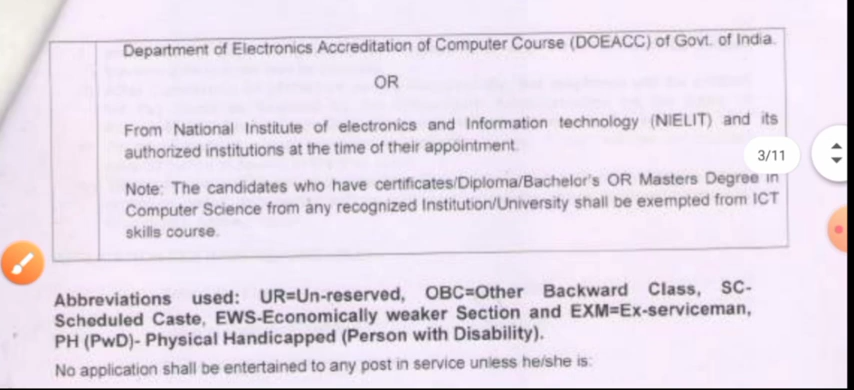 Department of Electronics Accreditation of Computer Course (DOEACC) of Govt. of India.
OR
From National Institute of electronics and Information technology (NIELIT) and its
authorized institutions at the time of their appointment.
3/11
Note: The candidates who have certificates/Diploma/Bachelor's OR Masters Degree in
Computer Science from any recognized Institution/University shall be exempted from ICT
skills course.
Abbreviations used: UR=Un-reserved, OBC=Other Backward Class, SC-
Scheduled Caste, EWS-Economically weaker Section and EXM=Ex-serviceman,
PH (PwD)- Physical Handicapped (Person with Disability).
No application shall be entertained to any post in service unless he/she is: